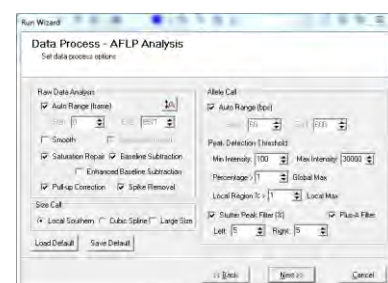 Run Wizard
Data Process - AFLP Analysis
Set data process options
Raw Data Analysis
Auto Range (frame)
Smooth
Saturation Repair Baseline Subtraction
Enhanced Baseline Subtraction
Pull-up Correction Spike Removal
Size Call
Local Southern Cubic Spline Large Size
Load Default Save Default
Allele Call
Auto Range (bps)
Peak Detection Threshold
Min Intensity: 100 Max Intensity: 30000
Percentage > 1 Global Max
Local Region % > 1 Local Max
Stutter Peak Filter (%) Plus-A Filter
Left: 5 Right: 5
<< Back Next >> Cancel